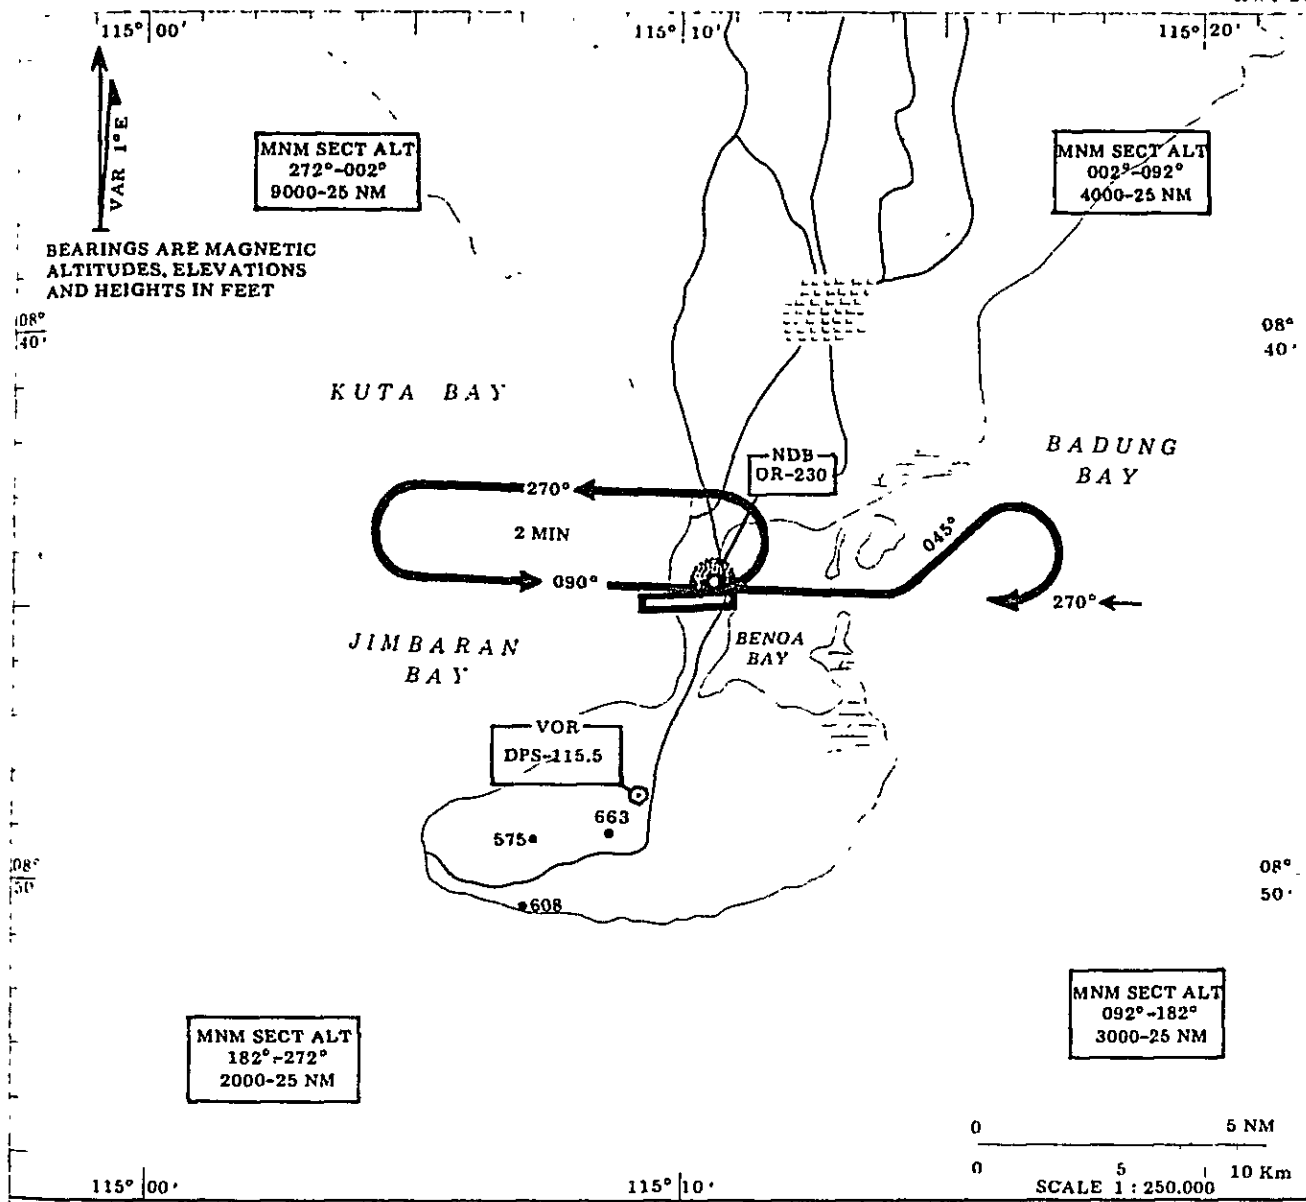 115° 00'
115° 10'
115° 20'
VAR 1°E
MNM SECT ALT
272°-002°
9000-25 NM
MNM SECT ALT
002°-092°
4000-25 NM
BEARINGS ARE MAGNETIC
ALTITUDES, ELEVATIONS
AND HEIGHTS IN FEET
08°
40'
08°
40'
KUTA BAY
BADUNG
BAY
NDB
OR-230
270°
2 MIN
045°
090°
270°
JIMBARAN
BAY
BENOA
BAY
VOR
DPS-115.5
663
575
608
08°
50'
08°
50'
MNM SECT ALT
092°-182°
3000-25 NM
MNM SECT ALT
182°-272°
2000-25 NM
0 5 NM
0 5 10 Km
SCALE 1 : 250.000
115° 00'
115° 10'